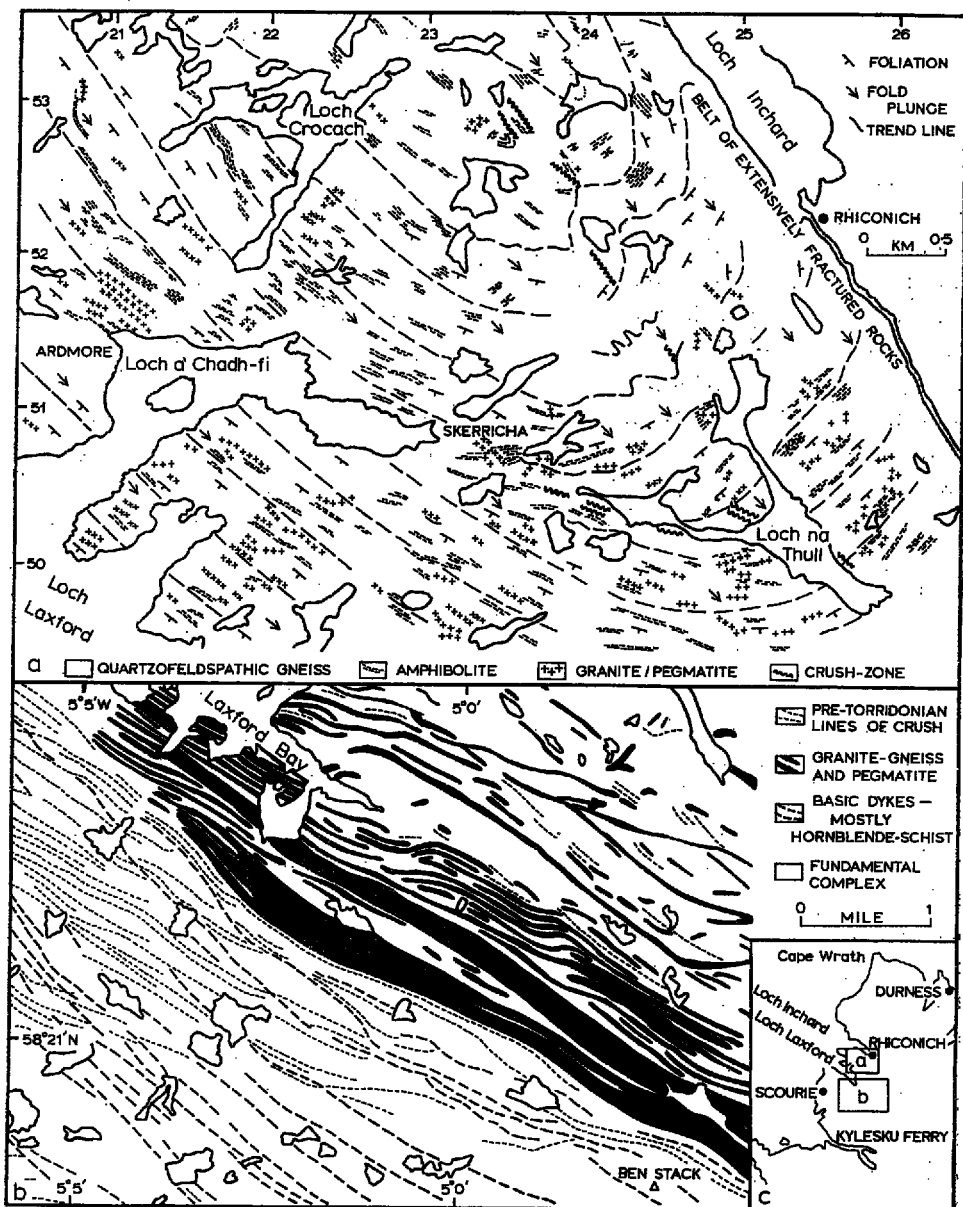 21 22 23 24 25 26
53
52
51
50
Loch Inchard
FOLIATION
FOLD PLUNGE
TREND LINE
Loch Crocach
BELT OF EXTENSIVELY FRACTURED ROCKS
RHICONICH
0 KM 0·5
ARDMORE
Loch a' Chadh-fi
SKERRICHA
Loch na Thull
Loch Laxford
a
QUARTZOFELDSPATHIC GNEISS
AMPHIBOLITE
GRANITE/PEGMATITE
CRUSH-ZONE
5°5'W
5°0'
Laxford Bay
PRE-TORRIDONIAN LINES OF CRUSH
GRANITE-GNEISS AND PEGMATITE
BASIC DYKES — MOSTLY HORNBLENDE-SCHIST
FUNDAMENTAL COMPLEX
0 MILE 1
58°21'N
BEN STACK
b
5°5'
5°0'
Cape Wrath
DURNESS
Loch Inchard
Loch Laxford
RHICONICH
a
SCOURIE
b
KYLESKU FERRY
c